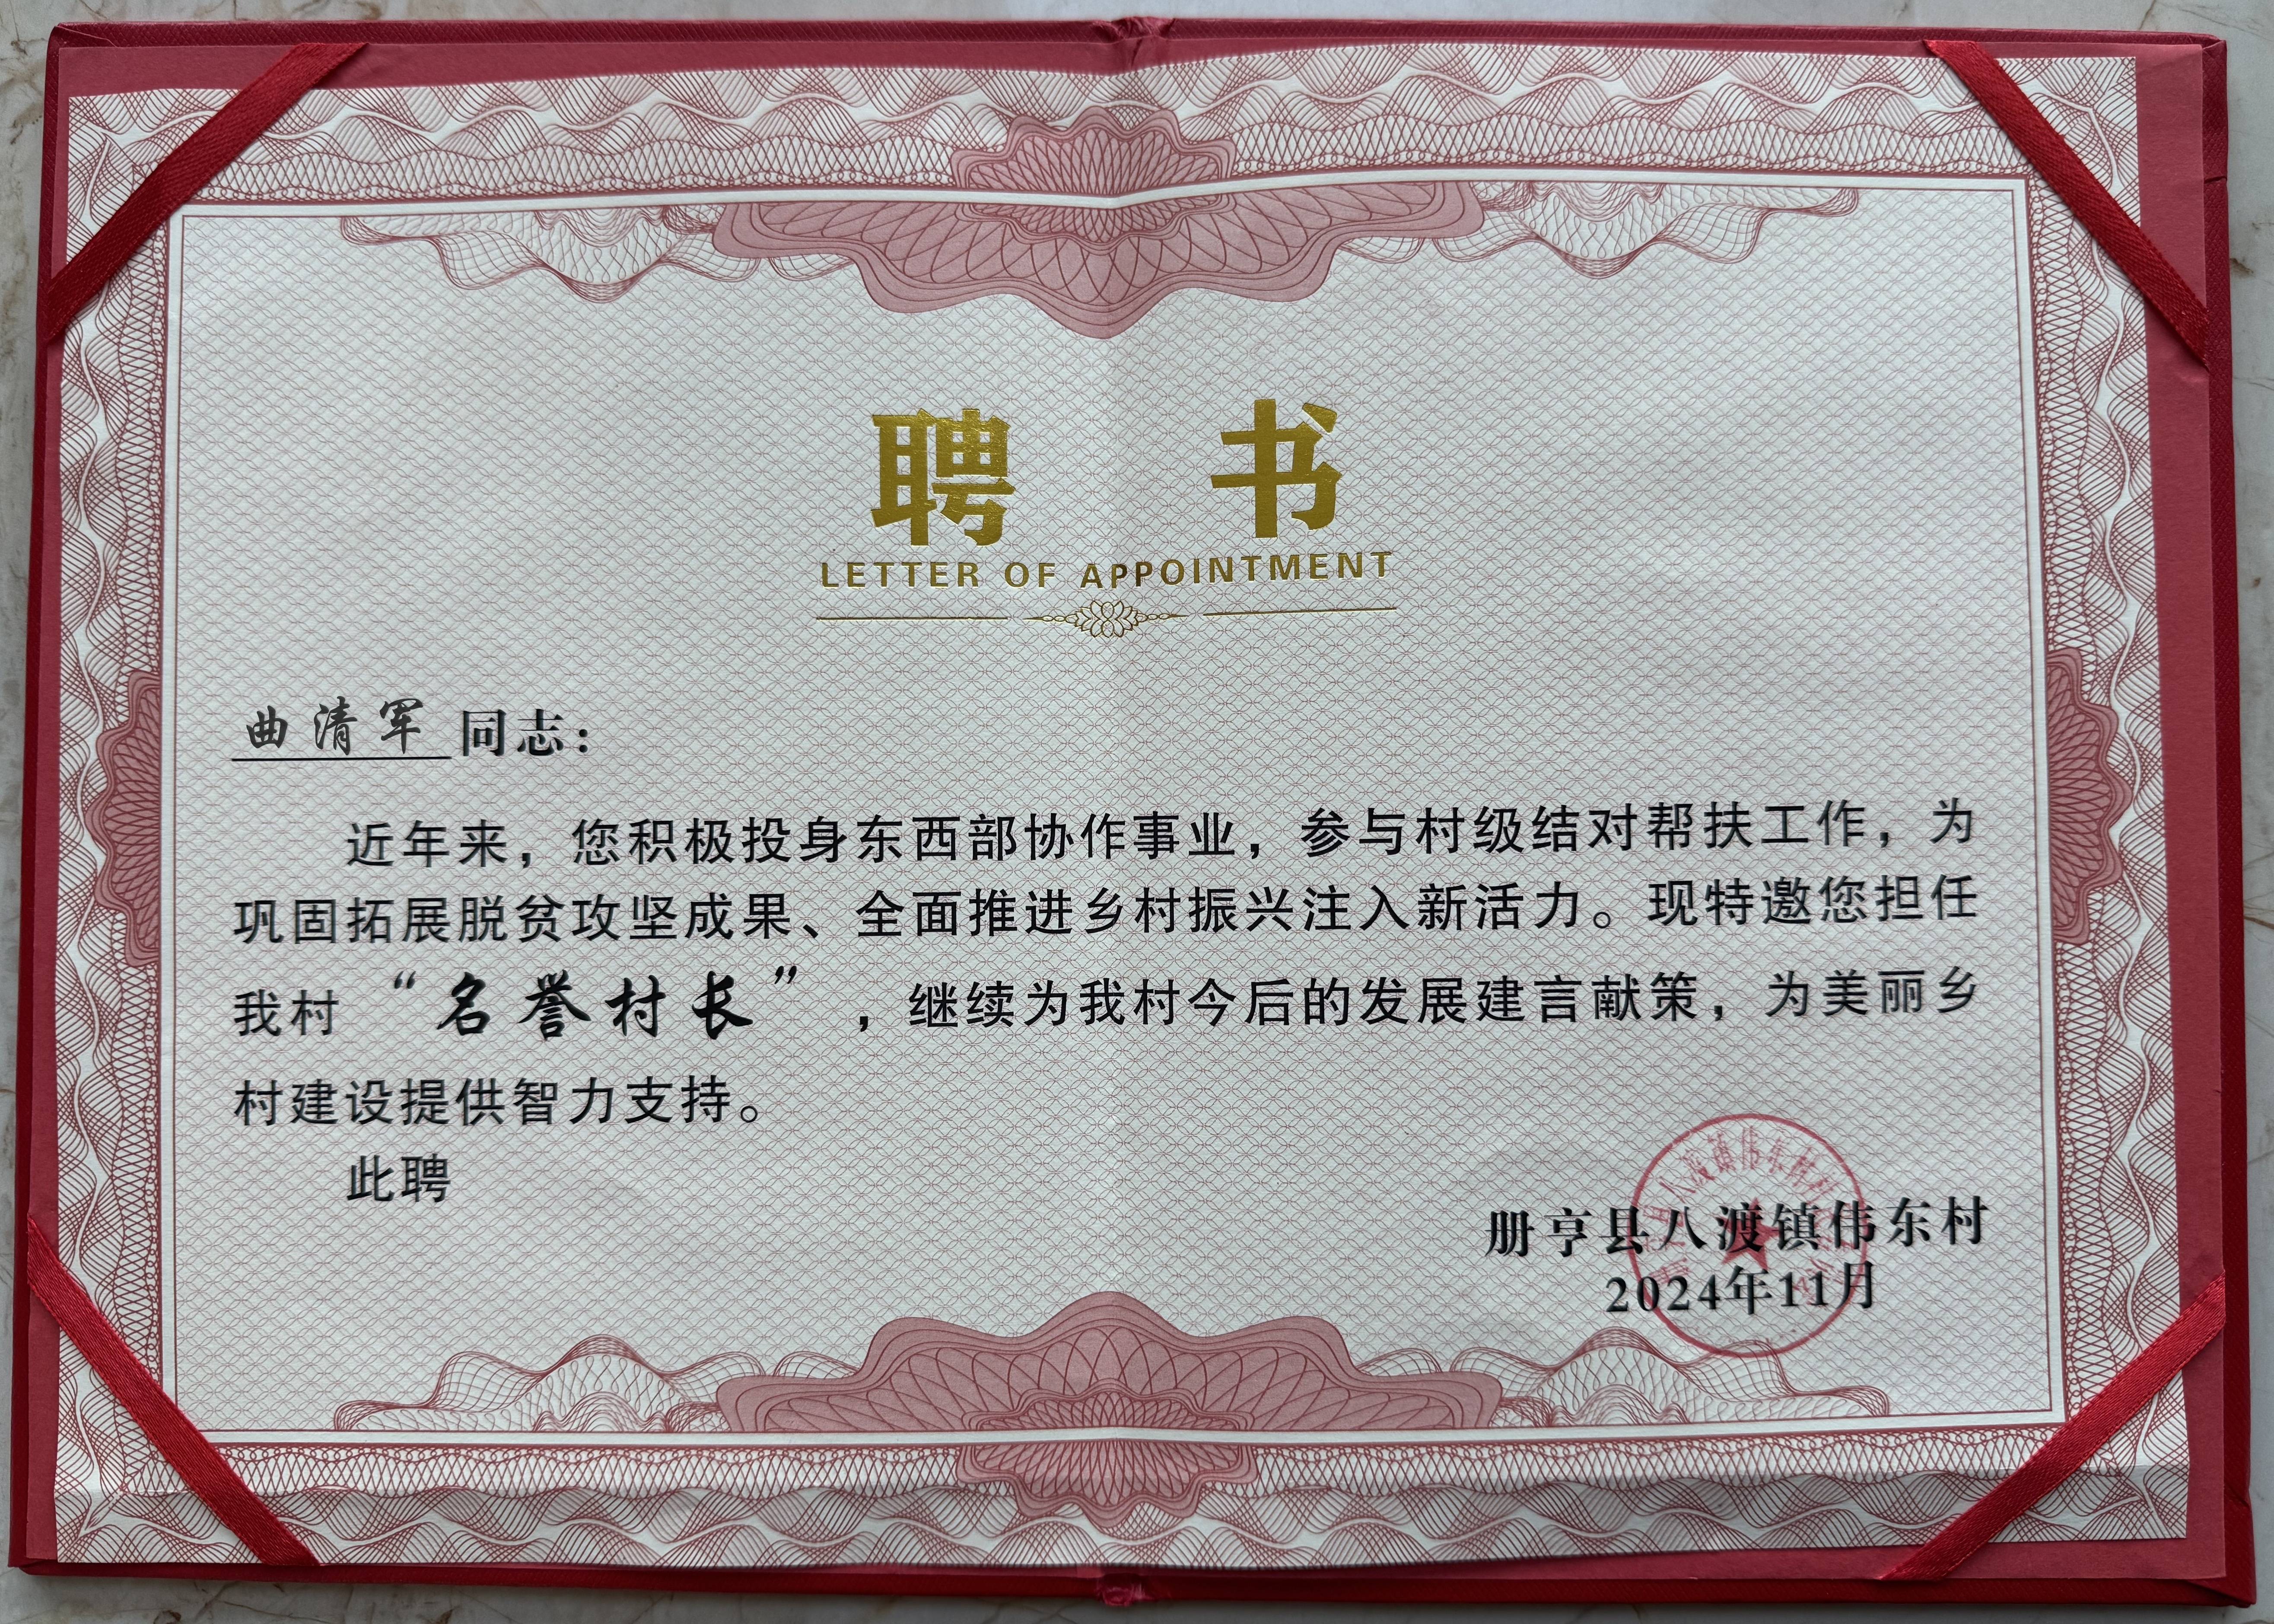 聘 书
LETTER OF APPOINTMENT
曲清军 同志：
近年来，您积极投身东西部协作事业，参与村级结对帮扶工作，为
巩固拓展脱贫攻坚成果、全面推进乡村振兴注入新活力。现特邀您担任
我村“名誉村长”，继续为我村今后的发展建言献策，为美丽乡
村建设提供智力支持。
此聘
册亨县八渡镇伟东村
2024年11月
八渡镇伟东村